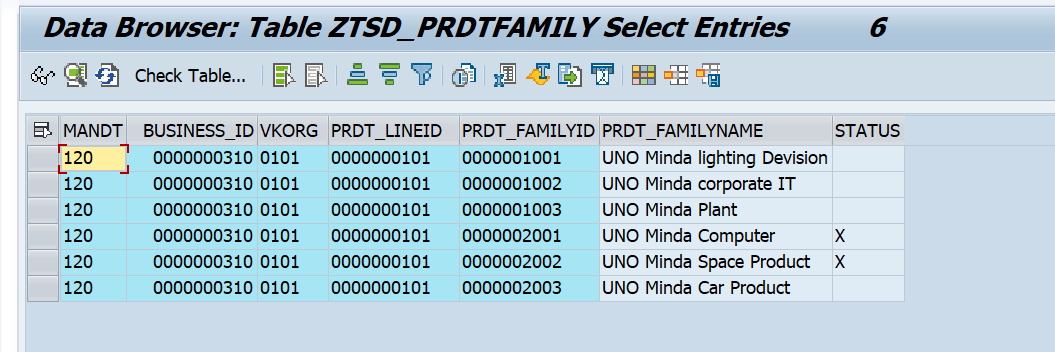 Data Browser: Table ZTSD_PRDTFAMILY Select Entries 6
Check Table...
MANDT BUSINESS_ID VKORG PRDT_LINEID PRDT_FAMILYID PRDT_FAMILYNAME STATUS
120 0000000310 0101 0000000101 0000001001 UNO Minda lighting Devision
120 0000000310 0101 0000000101 0000001002 UNO Minda corporate IT
120 0000000310 0101 0000000101 0000001003 UNO Minda Plant
120 0000000310 0101 0000000101 0000002001 UNO Minda Computer X
120 0000000310 0101 0000000101 0000002002 UNO Minda Space Product X
120 0000000310 0101 0000000101 0000002003 UNO Minda Car Product